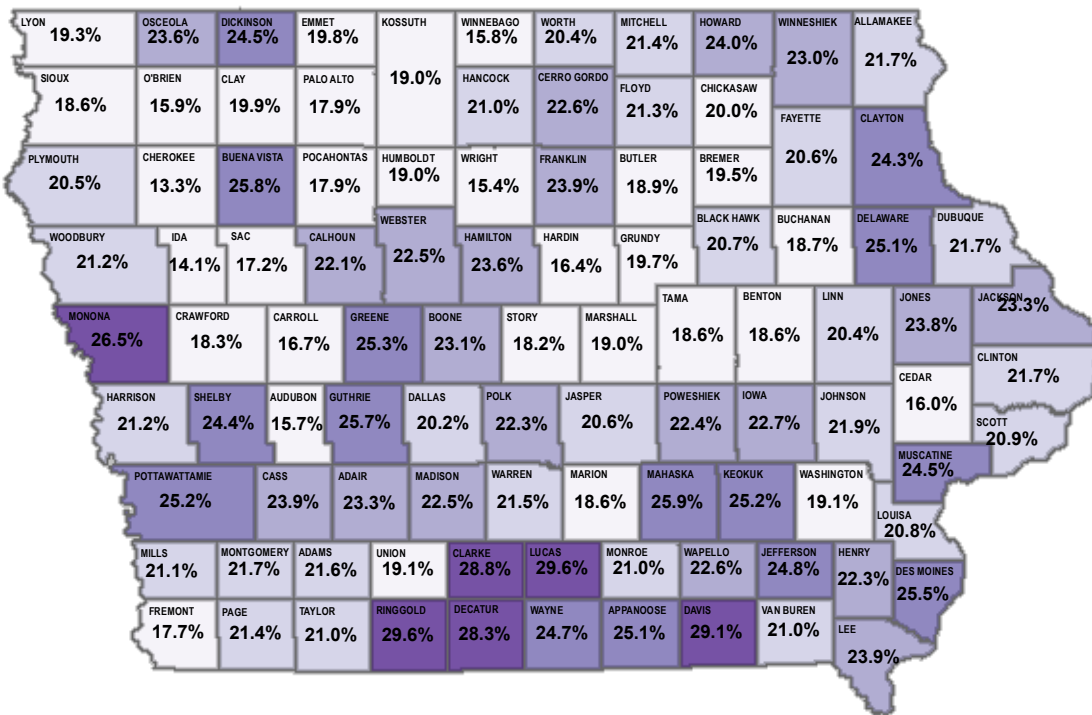 LYON
19.3%
OSCEOLA
23.6%
DICKINSON
24.5%
EMMET
19.8%
KOSSUTH
19.0%
WINNEBAGO
15.8%
WORTH
20.4%
MITCHELL
21.4%
HOWARD
24.0%
WINNESHIEK
23.0%
ALLAMAKEE
21.7%
SIOUX
18.6%
O'BRIEN
15.9%
CLAY
19.9%
PALO ALTO
17.9%
HANCOCK
21.0%
CERRO GORDO
22.6%
FLOYD
21.3%
CHICKASAW
20.0%
FAYETTE
20.6%
CLAYTON
24.3%
PLYMOUTH
20.5%
CHEROKEE
13.3%
BUENA VISTA
25.8%
POCAHONTAS
17.9%
HUMBOLDT
19.0%
WRIGHT
15.4%
FRANKLIN
23.9%
BUTLER
18.9%
BREMER
19.5%
WOODBURY
21.2%
IDA
14.1%
SAC
17.2%
CALHOUN
22.1%
WEBSTER
22.5%
HAMILTON
23.6%
HARDIN
16.4%
GRUNDY
19.7%
BLACK HAWK
20.7%
BUCHANAN
18.7%
DELAWARE
25.1%
DUBUQUE
21.7%
MONONA
26.5%
CRAWFORD
18.3%
CARROLL
16.7%
GREENE
25.3%
BOONE
23.1%
STORY
18.2%
MARSHALL
19.0%
TAMA
18.6%
BENTON
18.6%
LINN
20.4%
JONES
23.8%
JACKSON
23.3%
CLINTON
21.7%
CEDAR
16.0%
HARRISON
21.2%
SHELBY
24.4%
AUDUBON
15.7%
GUTHRIE
25.7%
DALLAS
20.2%
POLK
22.3%
JASPER
20.6%
POWESHIEK
22.4%
IOWA
22.7%
JOHNSON
21.9%
SCOTT
20.9%
MUSCATINE
24.5%
POTTAWATTAMIE
25.2%
CASS
23.9%
ADAIR
23.3%
MADISON
22.5%
WARREN
21.5%
MARION
18.6%
MAHASKA
25.9%
KEOKUK
25.2%
WASHINGTON
19.1%
LOUISA
20.8%
MILLS
21.1%
MONTGOMERY
21.7%
ADAMS
21.6%
UNION
19.1%
CLARKE
28.8%
LUCAS
29.6%
MONROE
21.0%
WAPELLO
22.6%
JEFFERSON
24.8%
HENRY
22.3%
DES MOINES
25.5%
FREMONT
17.7%
PAGE
21.4%
TAYLOR
21.0%
RINGGOLD
29.6%
DECATUR
28.3%
WAYNE
24.7%
APPANOOSE
25.1%
DAVIS
29.1%
VAN BUREN
21.0%
LEE
23.9%